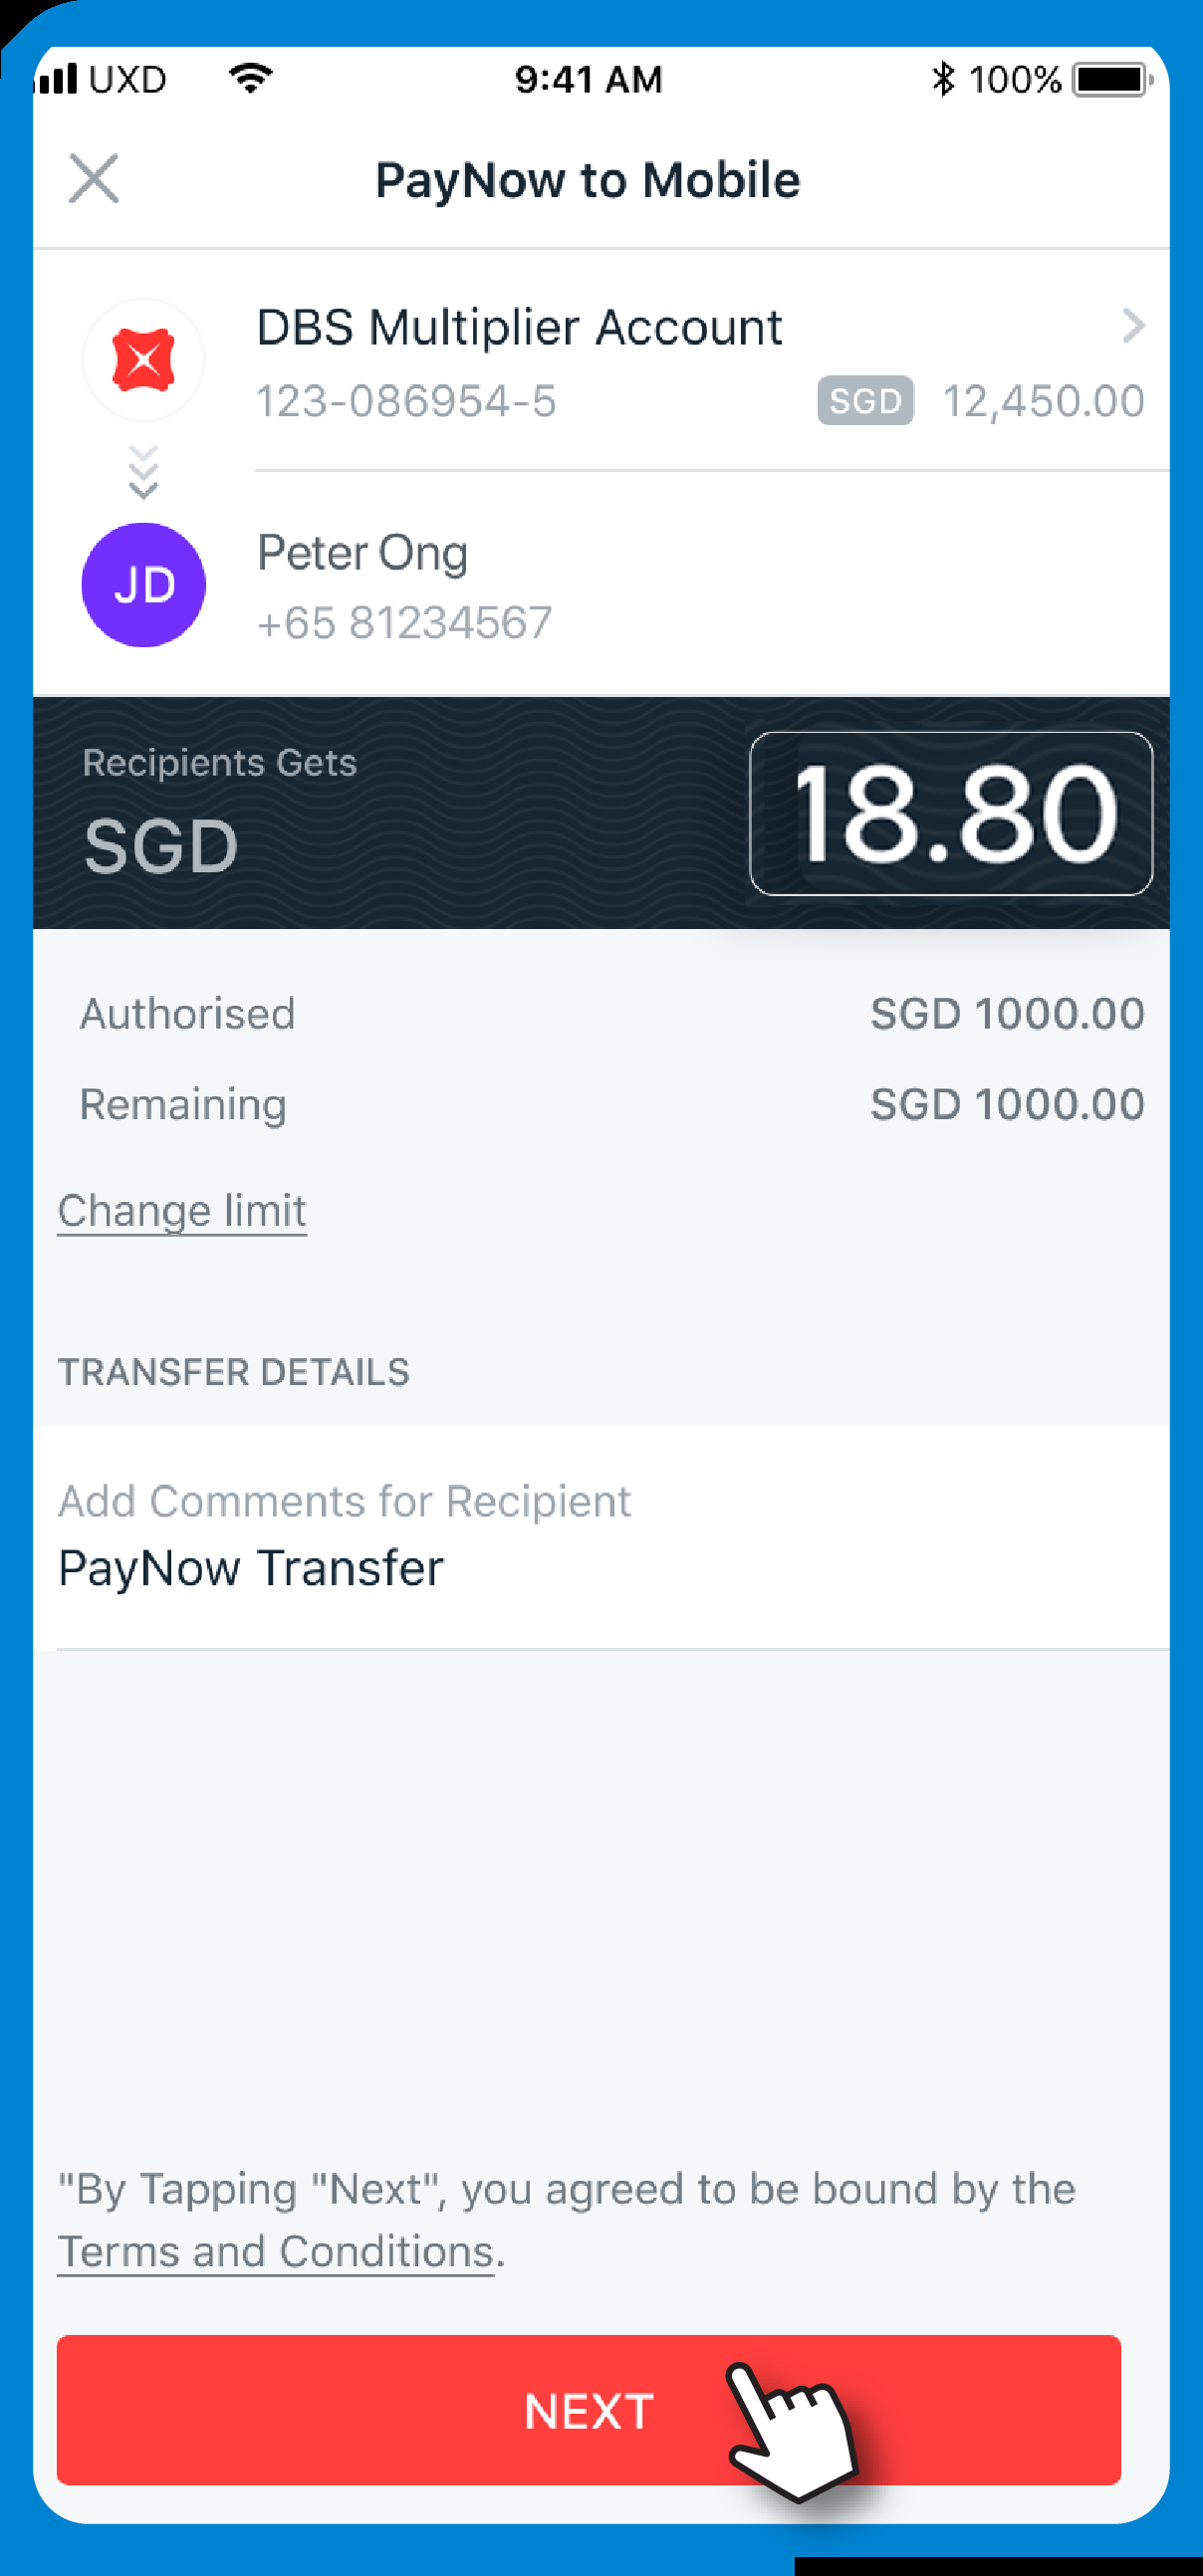 UXD 9:41 AM 100%
PayNow to Mobile
DBS Multiplier Account
123-086954-5 SGD 12,450.00
JD
Peter Ong
+65 81234567
Recipients Gets
SGD 18.80
Authorised SGD 1000.00
Remaining SGD 1000.00
Change limit
TRANSFER DETAILS
Add Comments for Recipient
PayNow Transfer
"By Tapping "Next", you agreed to be bound by the
Terms and Conditions.
NEXT